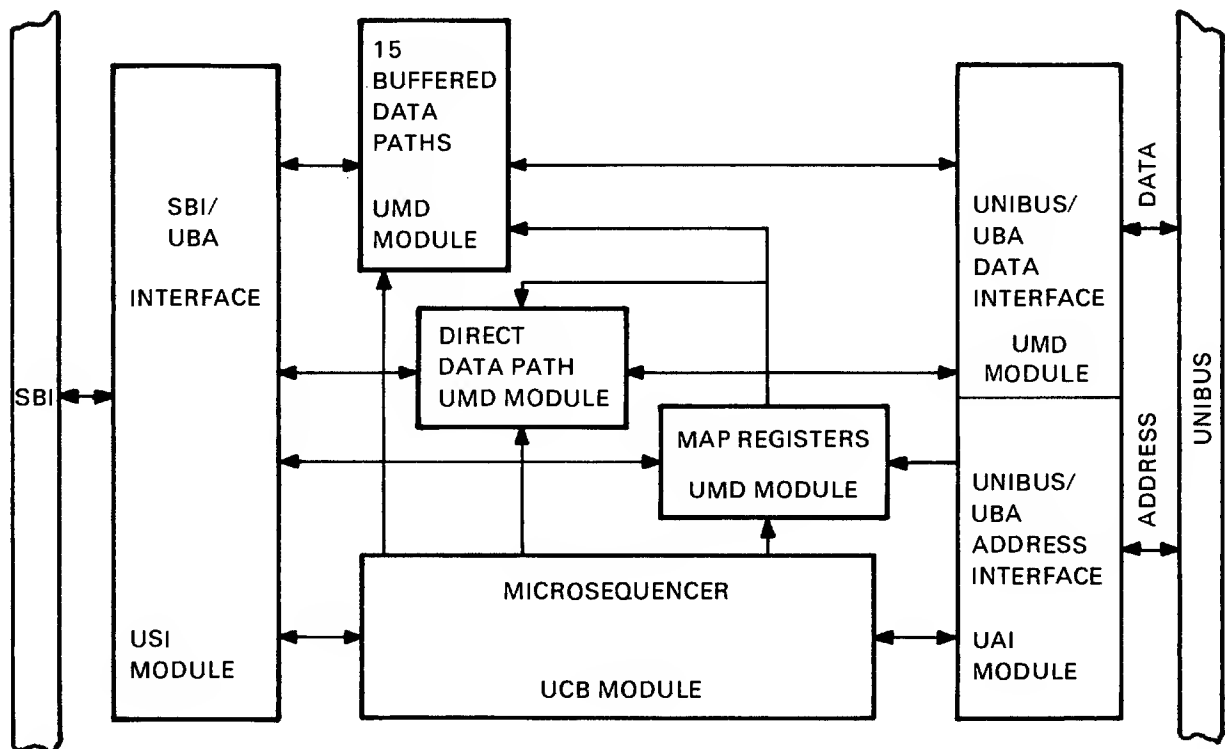 SBI
SBI/
UBA
INTERFACE
USI
MODULE
15
BUFFERED
DATA
PATHS
UMD
MODULE
DIRECT
DATA PATH
UMD MODULE
MAP REGISTERS
UMD MODULE
MICROSEQUENCER
UCB MODULE
UNIBUS/
UBA
DATA
INTERFACE
UMD
MODULE
UNIBUS/
UBA
ADDRESS
INTERFACE
UAI
MODULE
DATA
ADDRESS
UNIBUS